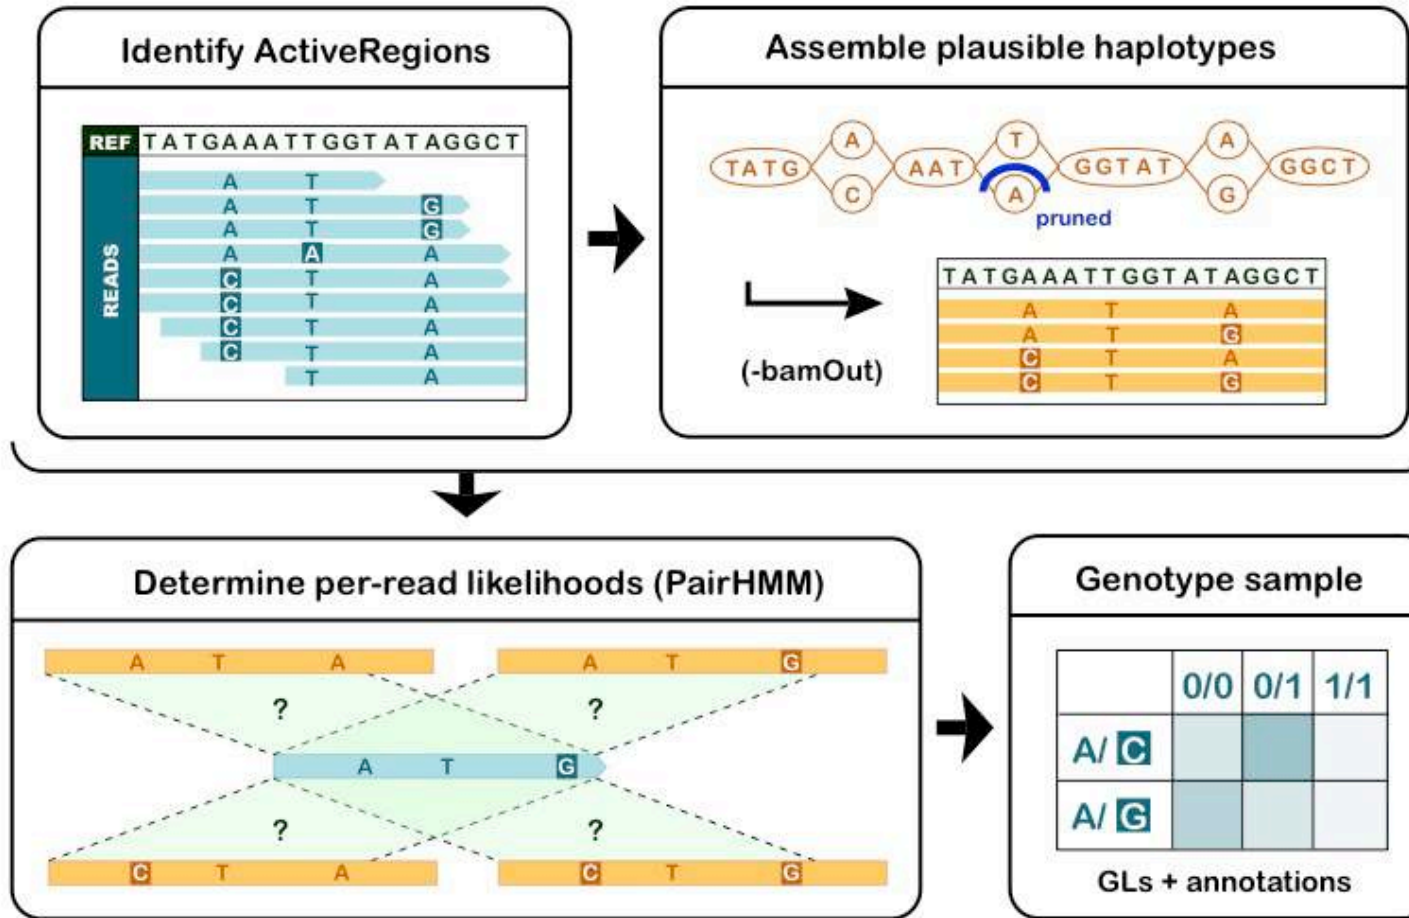 Identify ActiveRegions
REF TATGAAATTGGTATAGGCT
READS
A T
A T G
A T G
A A A
C T A
C T A
C T A
C T A
T A
Assemble plausible haplotypes
A T A
TATG AAT GGTAT GGCT
C A G
pruned
(-bamOut)
TATGAAATTGGTATAGGCT
A T A
A T G
C T A
C T G
Determine per-read likelihoods (PairHMM)
A T A A T G
? ?
A T G
? ?
C T A C T G
Genotype sample
0/0 0/1 1/1
A/ C
A/ G
GLs + annotations